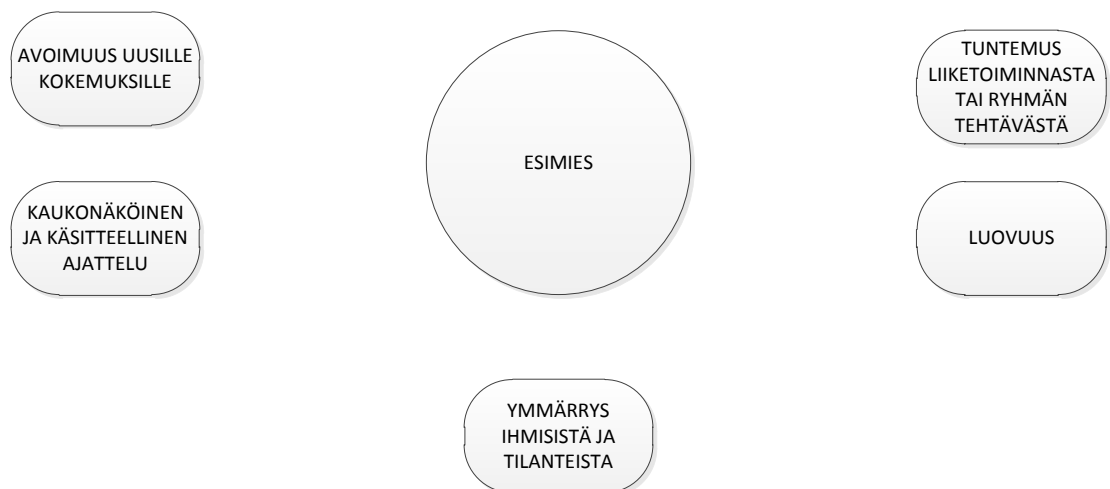 AVOIMUUS UUSILLE
KOKEMUKSILLE
KAUKONÄKÖINEN
JA KÄSITTEELLINEN
AJATTELU
ESIMIES
TUNTEMUS
LIIKETOIMINNASTA
TAI RYHMÄN
TEHTÄVÄSTÄ
LUOVUUS
YMMÄRRYS
IHMISISTÄ JA
TILANTEISTA